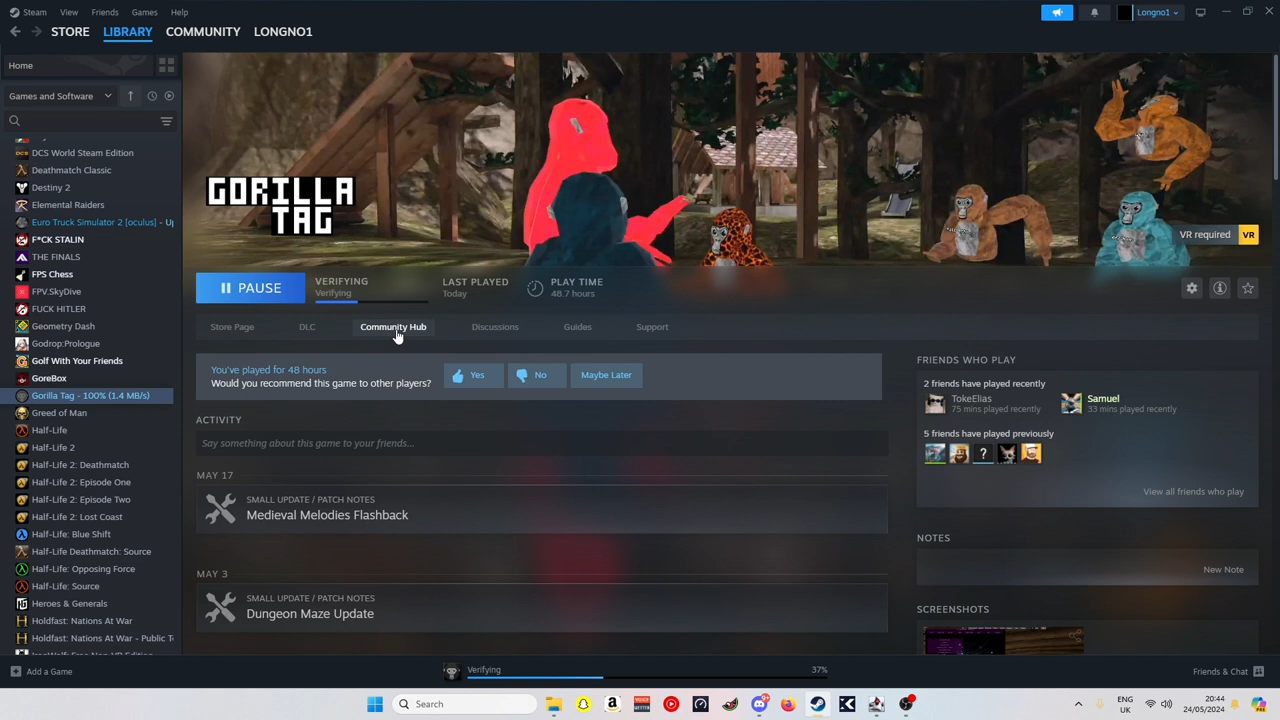 Steam View Friends Games Help
Longno1
STORE LIBRARY COMMUNITY LONGNO1
Home
Games and Software
DCS World Steam Edition
Deathmatch Classic
Destiny 2
Elemental Raiders
Euro Truck Simulator 2 [oculus] - Up
F*CK STALIN
THE FINALS
FPS Chess
FPV.SkyDive
FUCK HITLER
Geometry Dash
Godrop:Prologue
Golf With Your Friends
GoreBox
Gorilla Tag - 100% (1.4 MB/s)
Greed of Man
Half-Life
Half-Life 2
Half-Life 2: Deathmatch
Half-Life 2: Episode One
Half-Life 2: Episode Two
Half-Life 2: Lost Coast
Half-Life: Blue Shift
Half-Life Deathmatch: Source
Half-Life: Opposing Force
Half-Life: Source
Heroes & Generals
Holdfast: Nations At War
Holdfast: Nations At War - Public T
GORILLA
TAG
VR required VR
PAUSE
VERIFYING
Verifying
LAST PLAYED
Today
PLAY TIME
48.7 hours
Store Page DLC Community Hub Discussions Guides Support
You've played for 48 hours
Would you recommend this game to other players?
Yes No Maybe Later
ACTIVITY
Say something about this game to your friends...
MAY 17
SMALL UPDATE / PATCH NOTES
Medieval Melodies Flashback
MAY 3
SMALL UPDATE / PATCH NOTES
Dungeon Maze Update
FRIENDS WHO PLAY
2 friends have played recently
TokeElias
75 mins played recently
Samuel
33 mins played recently
5 friends have played previously
?
View all friends who play
NOTES
New Note
SCREENSHOTS
Add a Game
Verifying 37%
Friends & Chat
Search
ENG
UK
20:44
24/05/2024